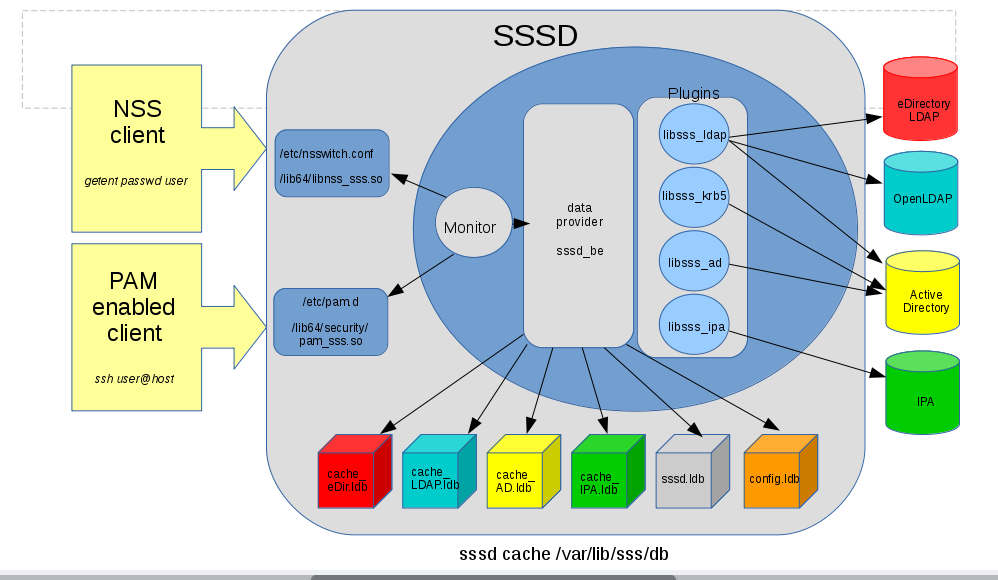 SSSD
NSS
client
getent passwd user
PAM
enabled
client
ssh user@host
/etc/nsswitch.conf
/lib64/libnss_sss.so
/etc/pam.d
/lib64/security/
pam_sss.so
Monitor
data
provider
sssd_be
Plugins
libsss_ldap
libsss_krb5
libsss_ad
libsss_ipa
eDirectory
LDAP
OpenLDAP
Active
Directory
IPA
cache_
eDir.ldb
cache_
LDAP.ldb
cache_
AD.ldb
cache_
IPA.ldb
sssd.ldb
config.ldb
sssd cache /var/lib/sss/db